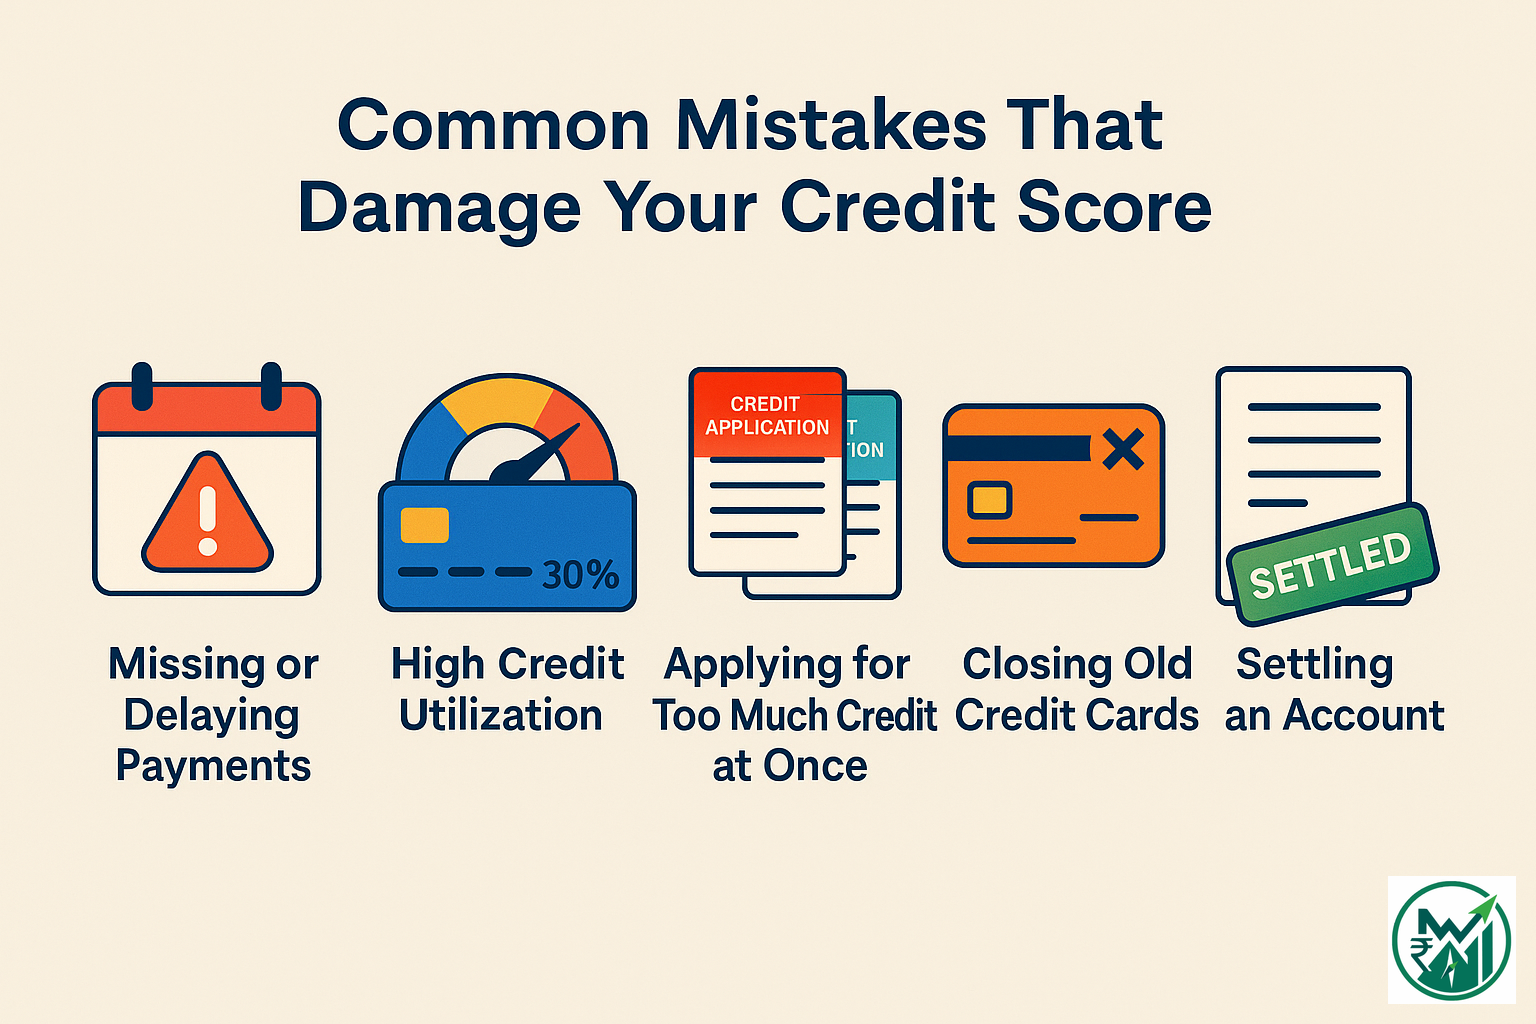 Common Mistakes That
Damage Your Credit Score
CREDIT
APPLICATION
T
TION
30%
SETTLED
Missing or
Delaying
Payments
High Credit
Utilization
Applying for
Too Much Credit
at Once
Closing Old
Credit Cards
Settling
an Account
₹